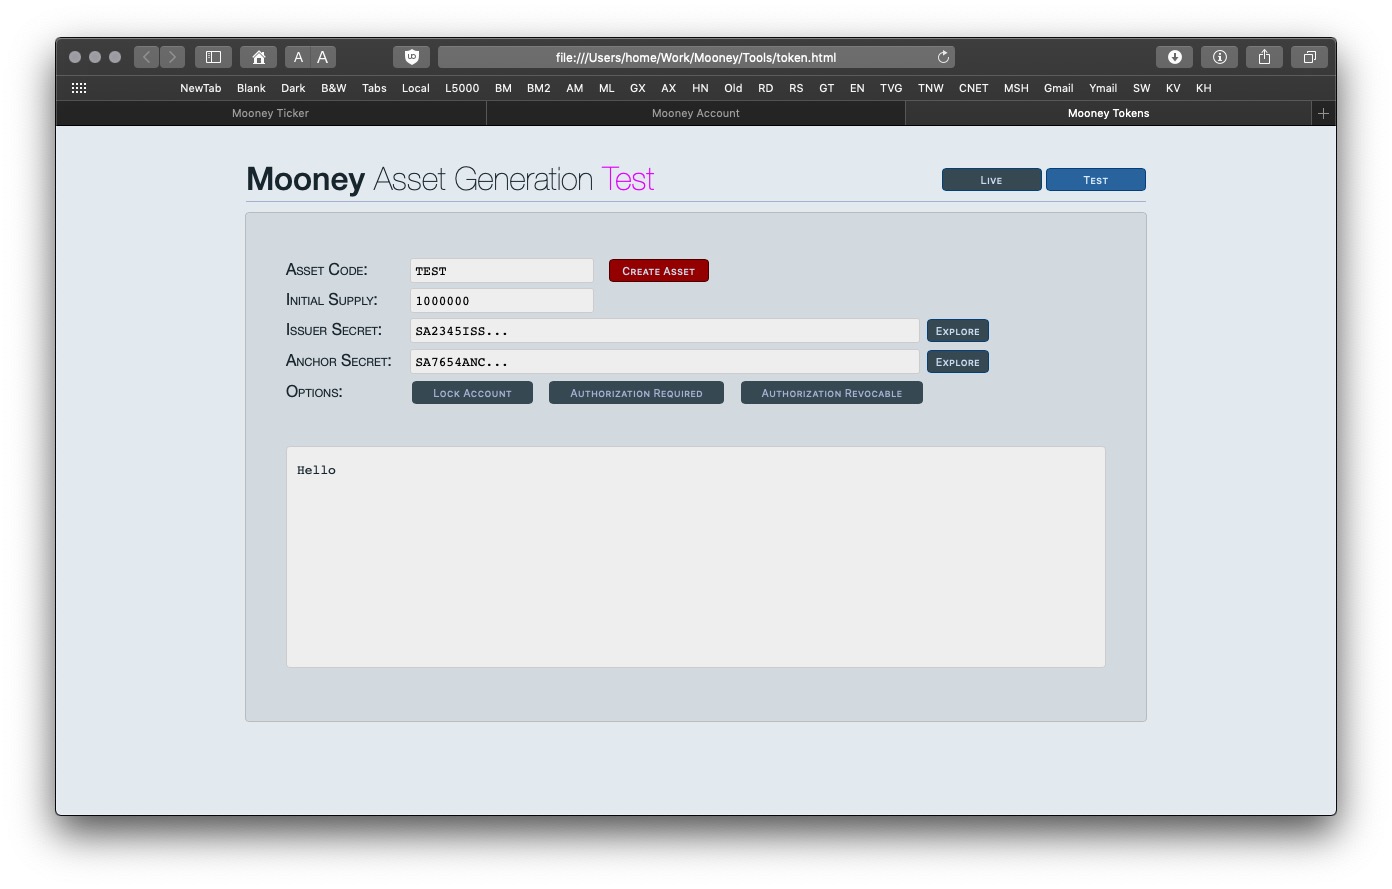 A A
UD
file:///Users/home/Work/Mooney/Tools/token.html
NewTab Blank Dark B&W Tabs Local L5000 BM BM2 AM ML GX AX HN Old RD RS GT EN TVG TNW CNET MSH Gmail Ymail SW KV KH
Mooney Ticker Mooney Account Mooney Tokens
Mooney Asset Generation Test Live Test
Asset Code: TEST Create Asset
Initial Supply: 1000000
Issuer Secret: SA2345ISS... Explore
Anchor Secret: SA7654ANC... Explore
Options: Lock Account Authorization Required Authorization Revocable
Hello